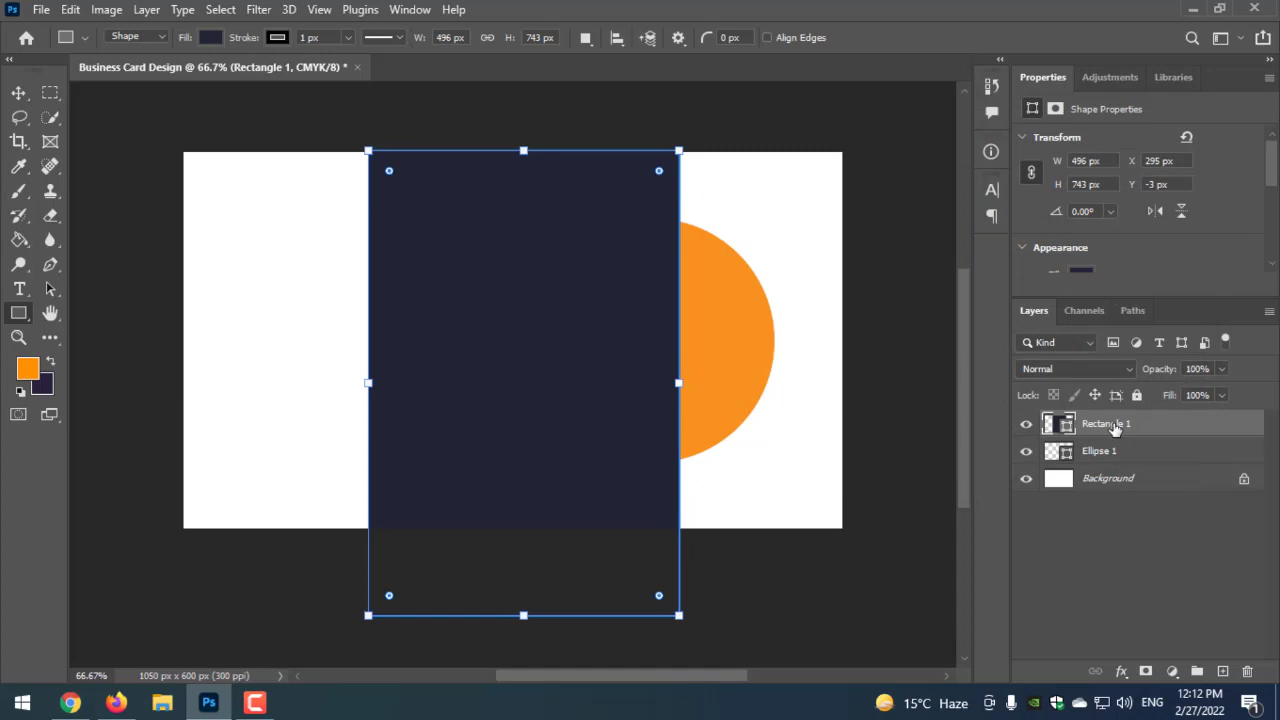 Ps File Edit Image Layer Type Select Filter 3D View Plugins Window Help
Shape Fill: Stroke: 1 px W: 496 px H: 743 px 0 px Align Edges
Business Card Design @ 66.7% (Rectangle 1, CMYK/8) * ×
Properties Adjustments Libraries
Shape Properties
Transform
W 496 px X 295 px
H 743 px Y -3 px
0.00°
Appearance
Layers Channels Paths
Kind
Normal Opacity: 100%
Lock: Fill: 100%
Rectangle 1
Ellipse 1
Background
66.67% 1050 px x 600 px (300 ppi)
Ps 15°C Haze ENG 12:12 PM
2/27/2022 1